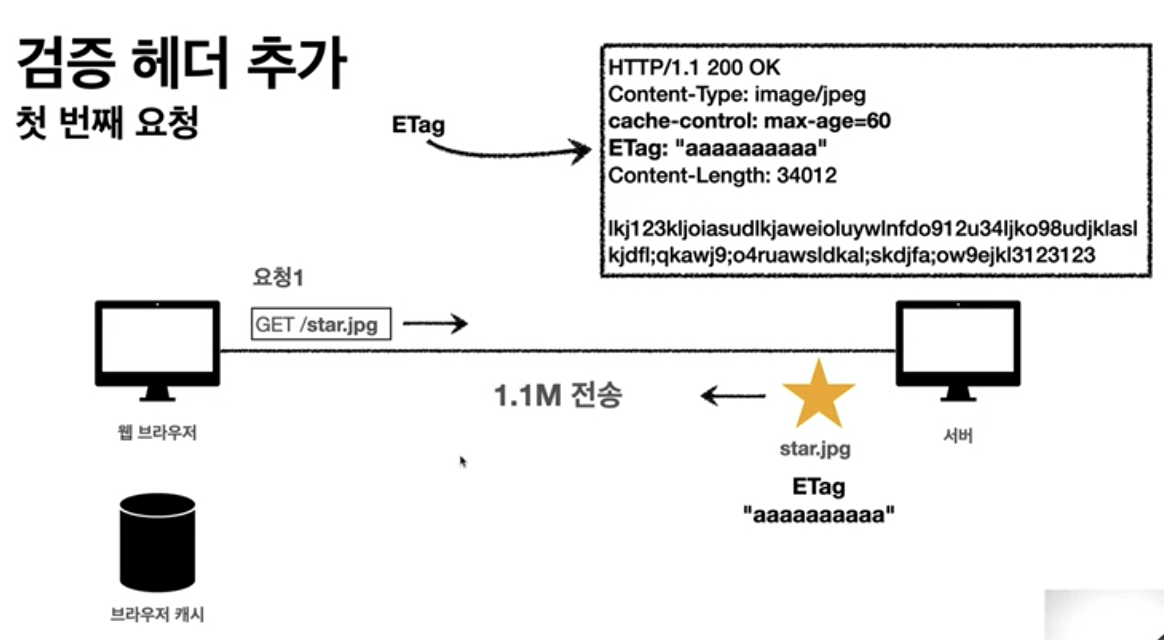 검증 헤더 추가
첫 번째 요청
ETag
HTTP/1.1 200 OK
Content-Type: image/jpeg
cache-control: max-age=60
ETag: "aaaaaaaaaa"
Content-Length: 34012
lkj123kljoiasudlkjaweioluywlnfdo912u34ljko98udjklasl
kjdfl;qkawj9;o4ruawsldkal;skdjfa;ow9ejkl3123123
요청1
GET /star.jpg
1.1M 전송
웹 브라우저
서버
star.jpg
ETag
"aaaaaaaaaa"
브라우저 캐시